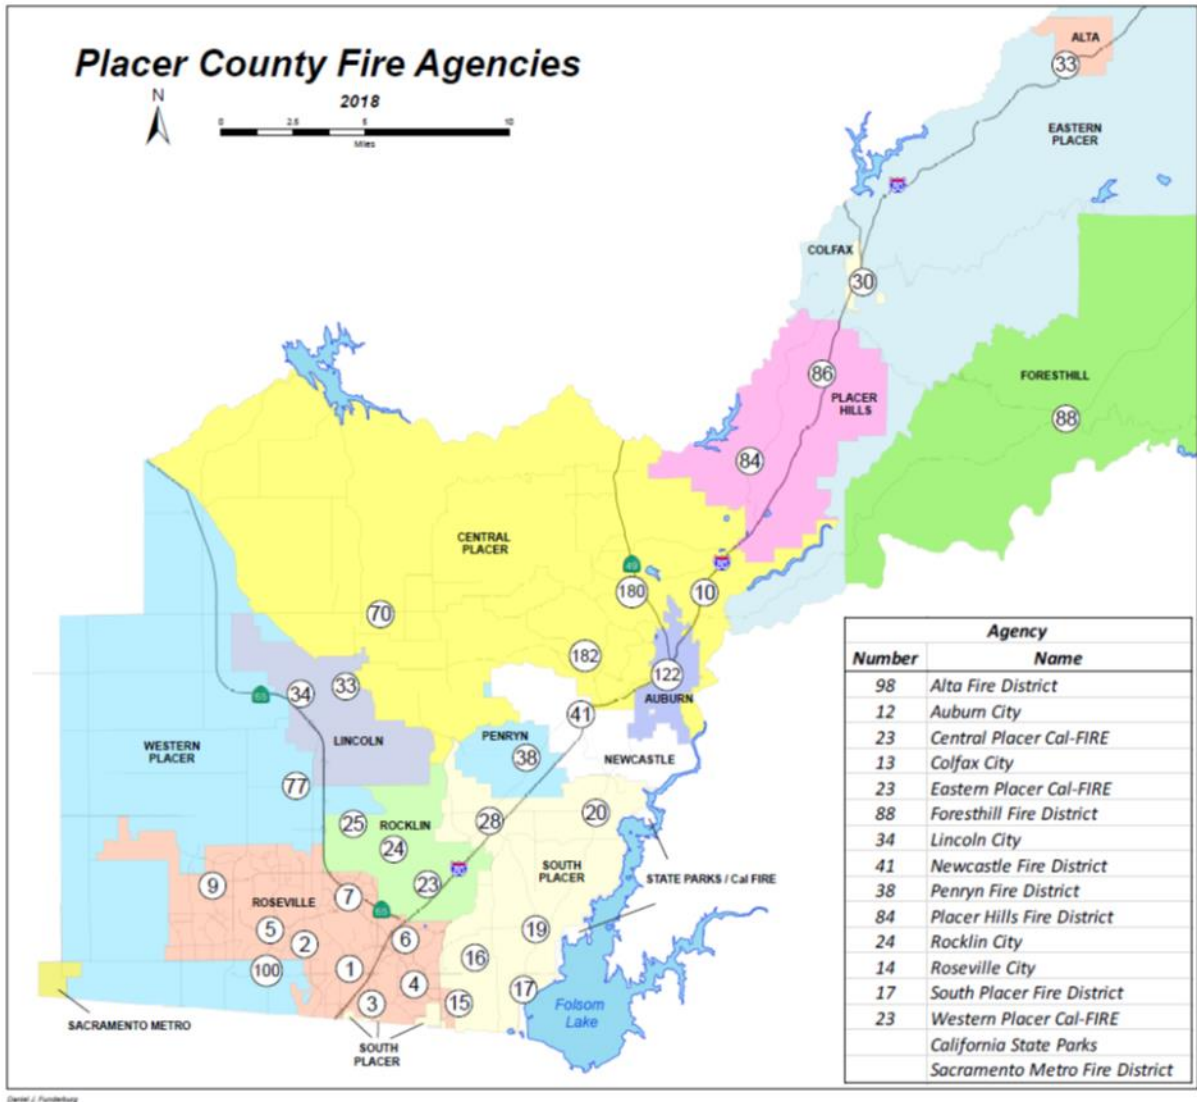 Placer County Fire Agencies
2018
N
0 2.5 5 10
Miles
ALTA
33
EASTERN
PLACER
80
COLFAX
30
86
PLACER
HILLS
FORESTHILL
88
84
CENTRAL
PLACER
49
80
180
10
70
182
122
AUBURN
34
33
65
41
LINCOLN
WESTERN
PLACER
PENRYN
38
NEWCASTLE
77
25
ROCKLIN
28
20
24
80
SOUTH
PLACER
STATE PARKS / Cal FIRE
9
23
7
ROSEVILLE
65
5
2
6
19
100
1
16
4
3
15
17
Folsom
Lake
SACRAMENTO METRO
SOUTH
PLACER
Agency
Number Name
98 Alta Fire District
12 Auburn City
23 Central Placer Cal-FIRE
13 Colfax City
23 Eastern Placer Cal-FIRE
88 Foresthill Fire District
34 Lincoln City
41 Newcastle Fire District
38 Penryn Fire District
84 Placer Hills Fire District
24 Rocklin City
14 Roseville City
17 South Placer Fire District
23 Western Placer Cal-FIRE
California State Parks
Sacramento Metro Fire District
Daniel J. Funderburg